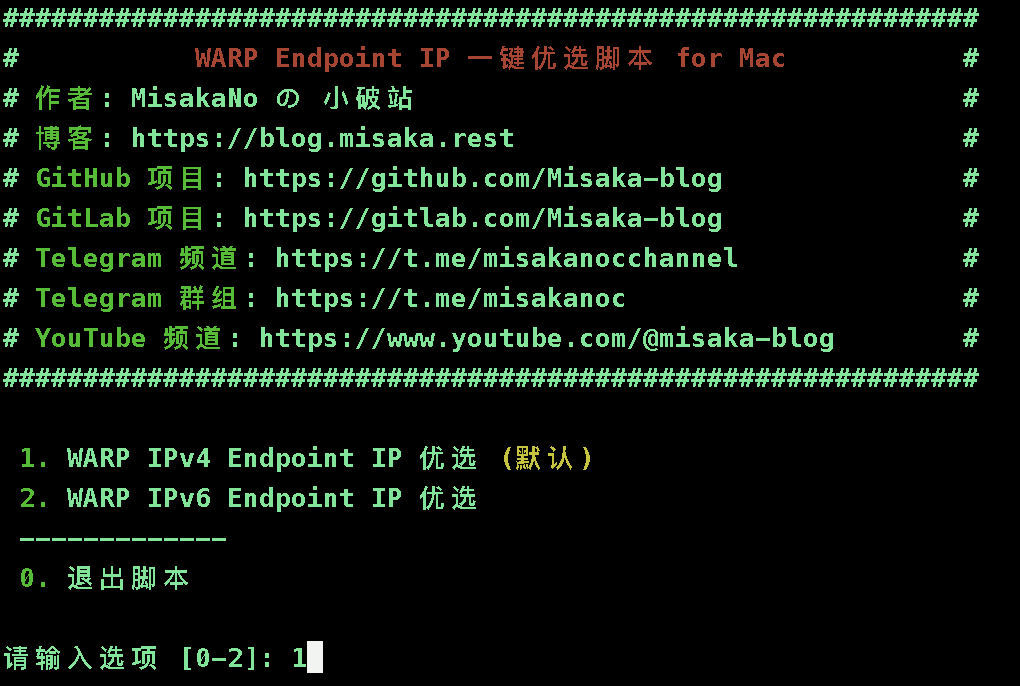 #############################################################
# WARP Endpoint IP 一键优选脚本 for Mac #
# 作者: MisakaNo の 小破站 #
# 博客: https://blog.misaka.rest #
# GitHub 项目: https://github.com/Misaka-blog #
# GitLab 项目: https://gitlab.com/Misaka-blog #
# Telegram 频道: https://t.me/misakanocchannel #
# Telegram 群组: https://t.me/misakanoc #
# YouTube 频道: https://www.youtube.com/@misaka-blog #
#############################################################
1. WARP IPv4 Endpoint IP 优选 (默认)
2. WARP IPv6 Endpoint IP 优选
-------------
0. 退出脚本
请输入选项 [0-2]: 1